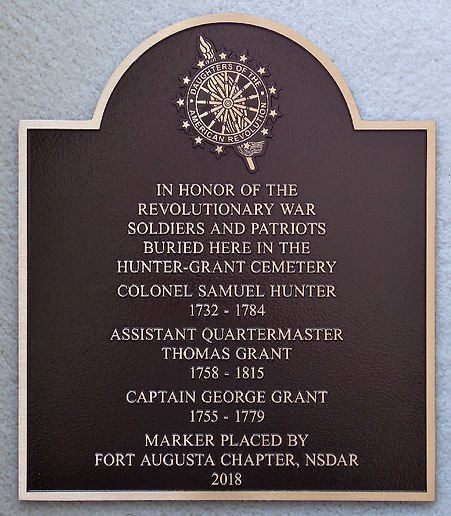 DAUGHTERS OF THE
AMERICAN REVOLUTION
IN HONOR OF THE
REVOLUTIONARY WAR
SOLDIERS AND PATRIOTS
BURIED HERE IN THE
HUNTER-GRANT CEMETERY
COLONEL SAMUEL HUNTER
1732 - 1784
ASSISTANT QUARTERMASTER
THOMAS GRANT
1758 - 1815
CAPTAIN GEORGE GRANT
1755 - 1779
MARKER PLACED BY
FORT AUGUSTA CHAPTER, NSDAR
2018